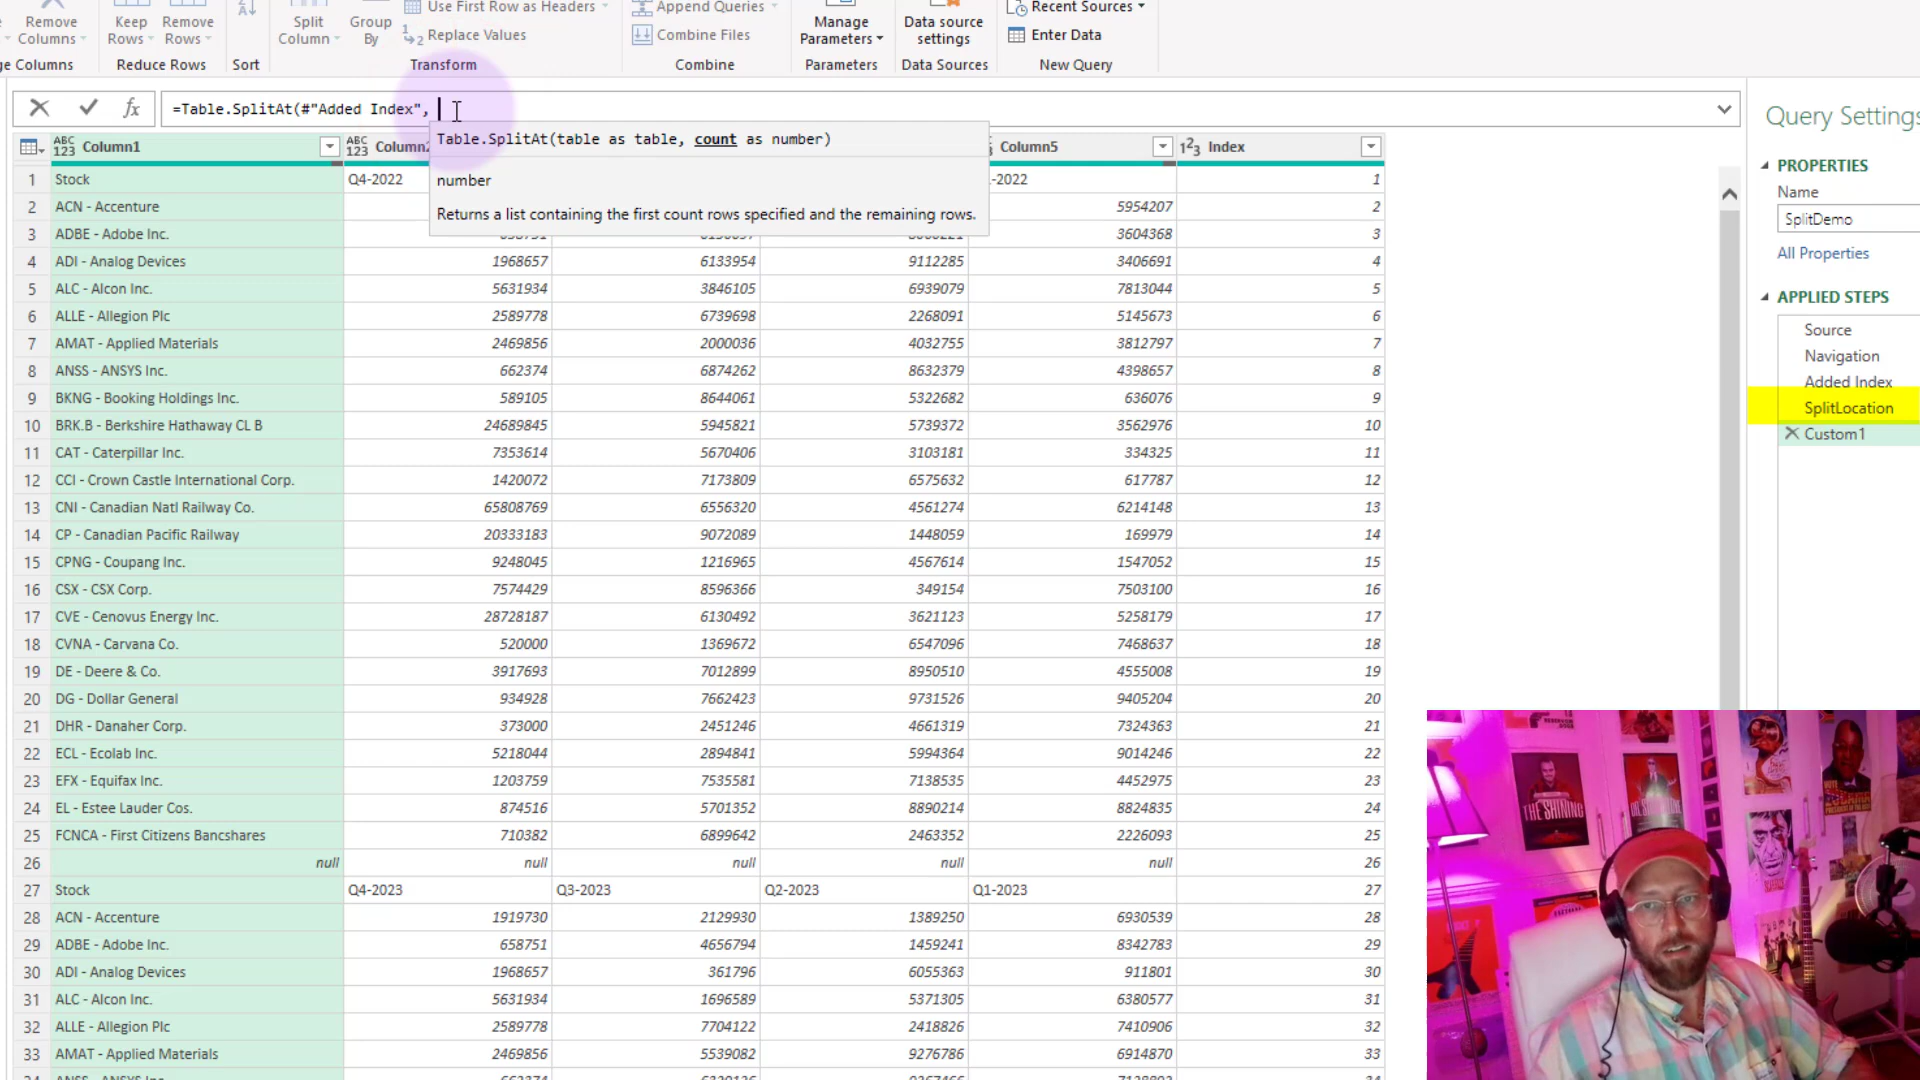 Remove Columns
Keep Rows
Remove Rows
Split Column
Group By
Use First Row as Headers
Replace Values
Append Queries
Combine Files
Manage Parameters
Data source settings
Recent Sources
Enter Data
ge Columns
Reduce Rows
Sort
Transform
Combine
Parameters
Data Sources
New Query
=Table.SplitAt(#"Added Index",
Table.SplitAt(table as table, count as number)
number
Returns a list containing the first count rows specified and the remaining rows.
ABC 123 Column1 ABC 123 Column2 Column5 1²3 Index
1 Stock Q4-2022 -2022 1
2 ACN - Accenture 5954207 2
3 ADBE - Adobe Inc. 3604368 3
4 ADI - Analog Devices 1968657 6133954 9112285 3406691 4
5 ALC - Alcon Inc. 5631934 3846105 6939079 7813044 5
6 ALLE - Allegion Plc 2589778 6739698 2268091 5145673 6
7 AMAT - Applied Materials 2469856 2000036 4032755 3812797 7
8 ANSS - ANSYS Inc. 662374 6874262 8632379 4398657 8
9 BKNG - Booking Holdings Inc. 589105 8644061 5322682 636076 9
10 BRK.B - Berkshire Hathaway CL B 24689845 5945821 5739372 3562976 10
11 CAT - Caterpillar Inc. 7353614 5670406 3103181 334325 11
12 CCI - Crown Castle International Corp. 1420072 7173809 6575632 617787 12
13 CNI - Canadian Natl Railway Co. 65808769 6556320 4561274 6214148 13
14 CP - Canadian Pacific Railway 20333183 9072089 1448059 169979 14
15 CPNG - Coupang Inc. 9248045 1216965 4567614 1547052 15
16 CSX - CSX Corp. 7574429 8596366 349154 7503100 16
17 CVE - Cenovus Energy Inc. 28728187 6130492 3621123 5258179 17
18 CVNA - Carvana Co. 520000 1369672 6547096 7468637 18
19 DE - Deere & Co. 3917693 7012899 8950510 4555008 19
20 DG - Dollar General 934928 7662423 9731526 9405204 20
21 DHR - Danaher Corp. 373000 2451246 4661319 7324363 21
22 ECL - Ecolab Inc. 5218044 2894841 5994364 9014246 22
23 EFX - Equifax Inc. 1203759 7535581 7138535 4452975 23
24 EL - Estee Lauder Cos. 874516 5701352 8890214 8824835 24
25 FCNCA - First Citizens Bancshares 710382 6899642 2463352 2226093 25
26 null null null null null 26
27 Stock Q4-2023 Q3-2023 Q2-2023 Q1-2023 27
28 ACN - Accenture 1919730 2129930 1389250 6930539 28
29 ADBE - Adobe Inc. 658751 4656794 1459241 8342783 29
30 ADI - Analog Devices 1968657 361796 6055363 911801 30
31 ALC - Alcon Inc. 5631934 1696589 5371305 6380577 31
32 ALLE - Allegion Plc 2589778 7704122 2418826 7410906 32
33 AMAT - Applied Materials 2469856 5539082 9276786 6914870 33
Query Settings
PROPERTIES
Name
SplitDemo
All Properties
APPLIED STEPS
Source
Navigation
Added Index
SplitLocation
Custom1
THE SHINING